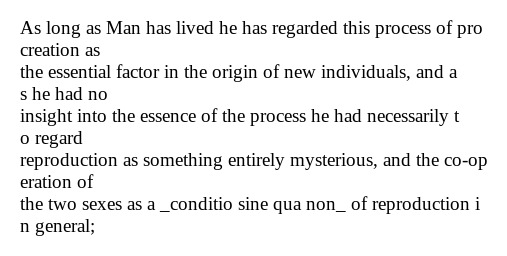 As long as Man has lived he has regarded this process of pro
creation as
the essential factor in the origin of new individuals, and a
s he had no
insight into the essence of the process he had necessarily t
o regard
reproduction as something entirely mysterious, and the co-op
eration of
the two sexes as a _conditio sine qua non_ of reproduction i
n general;